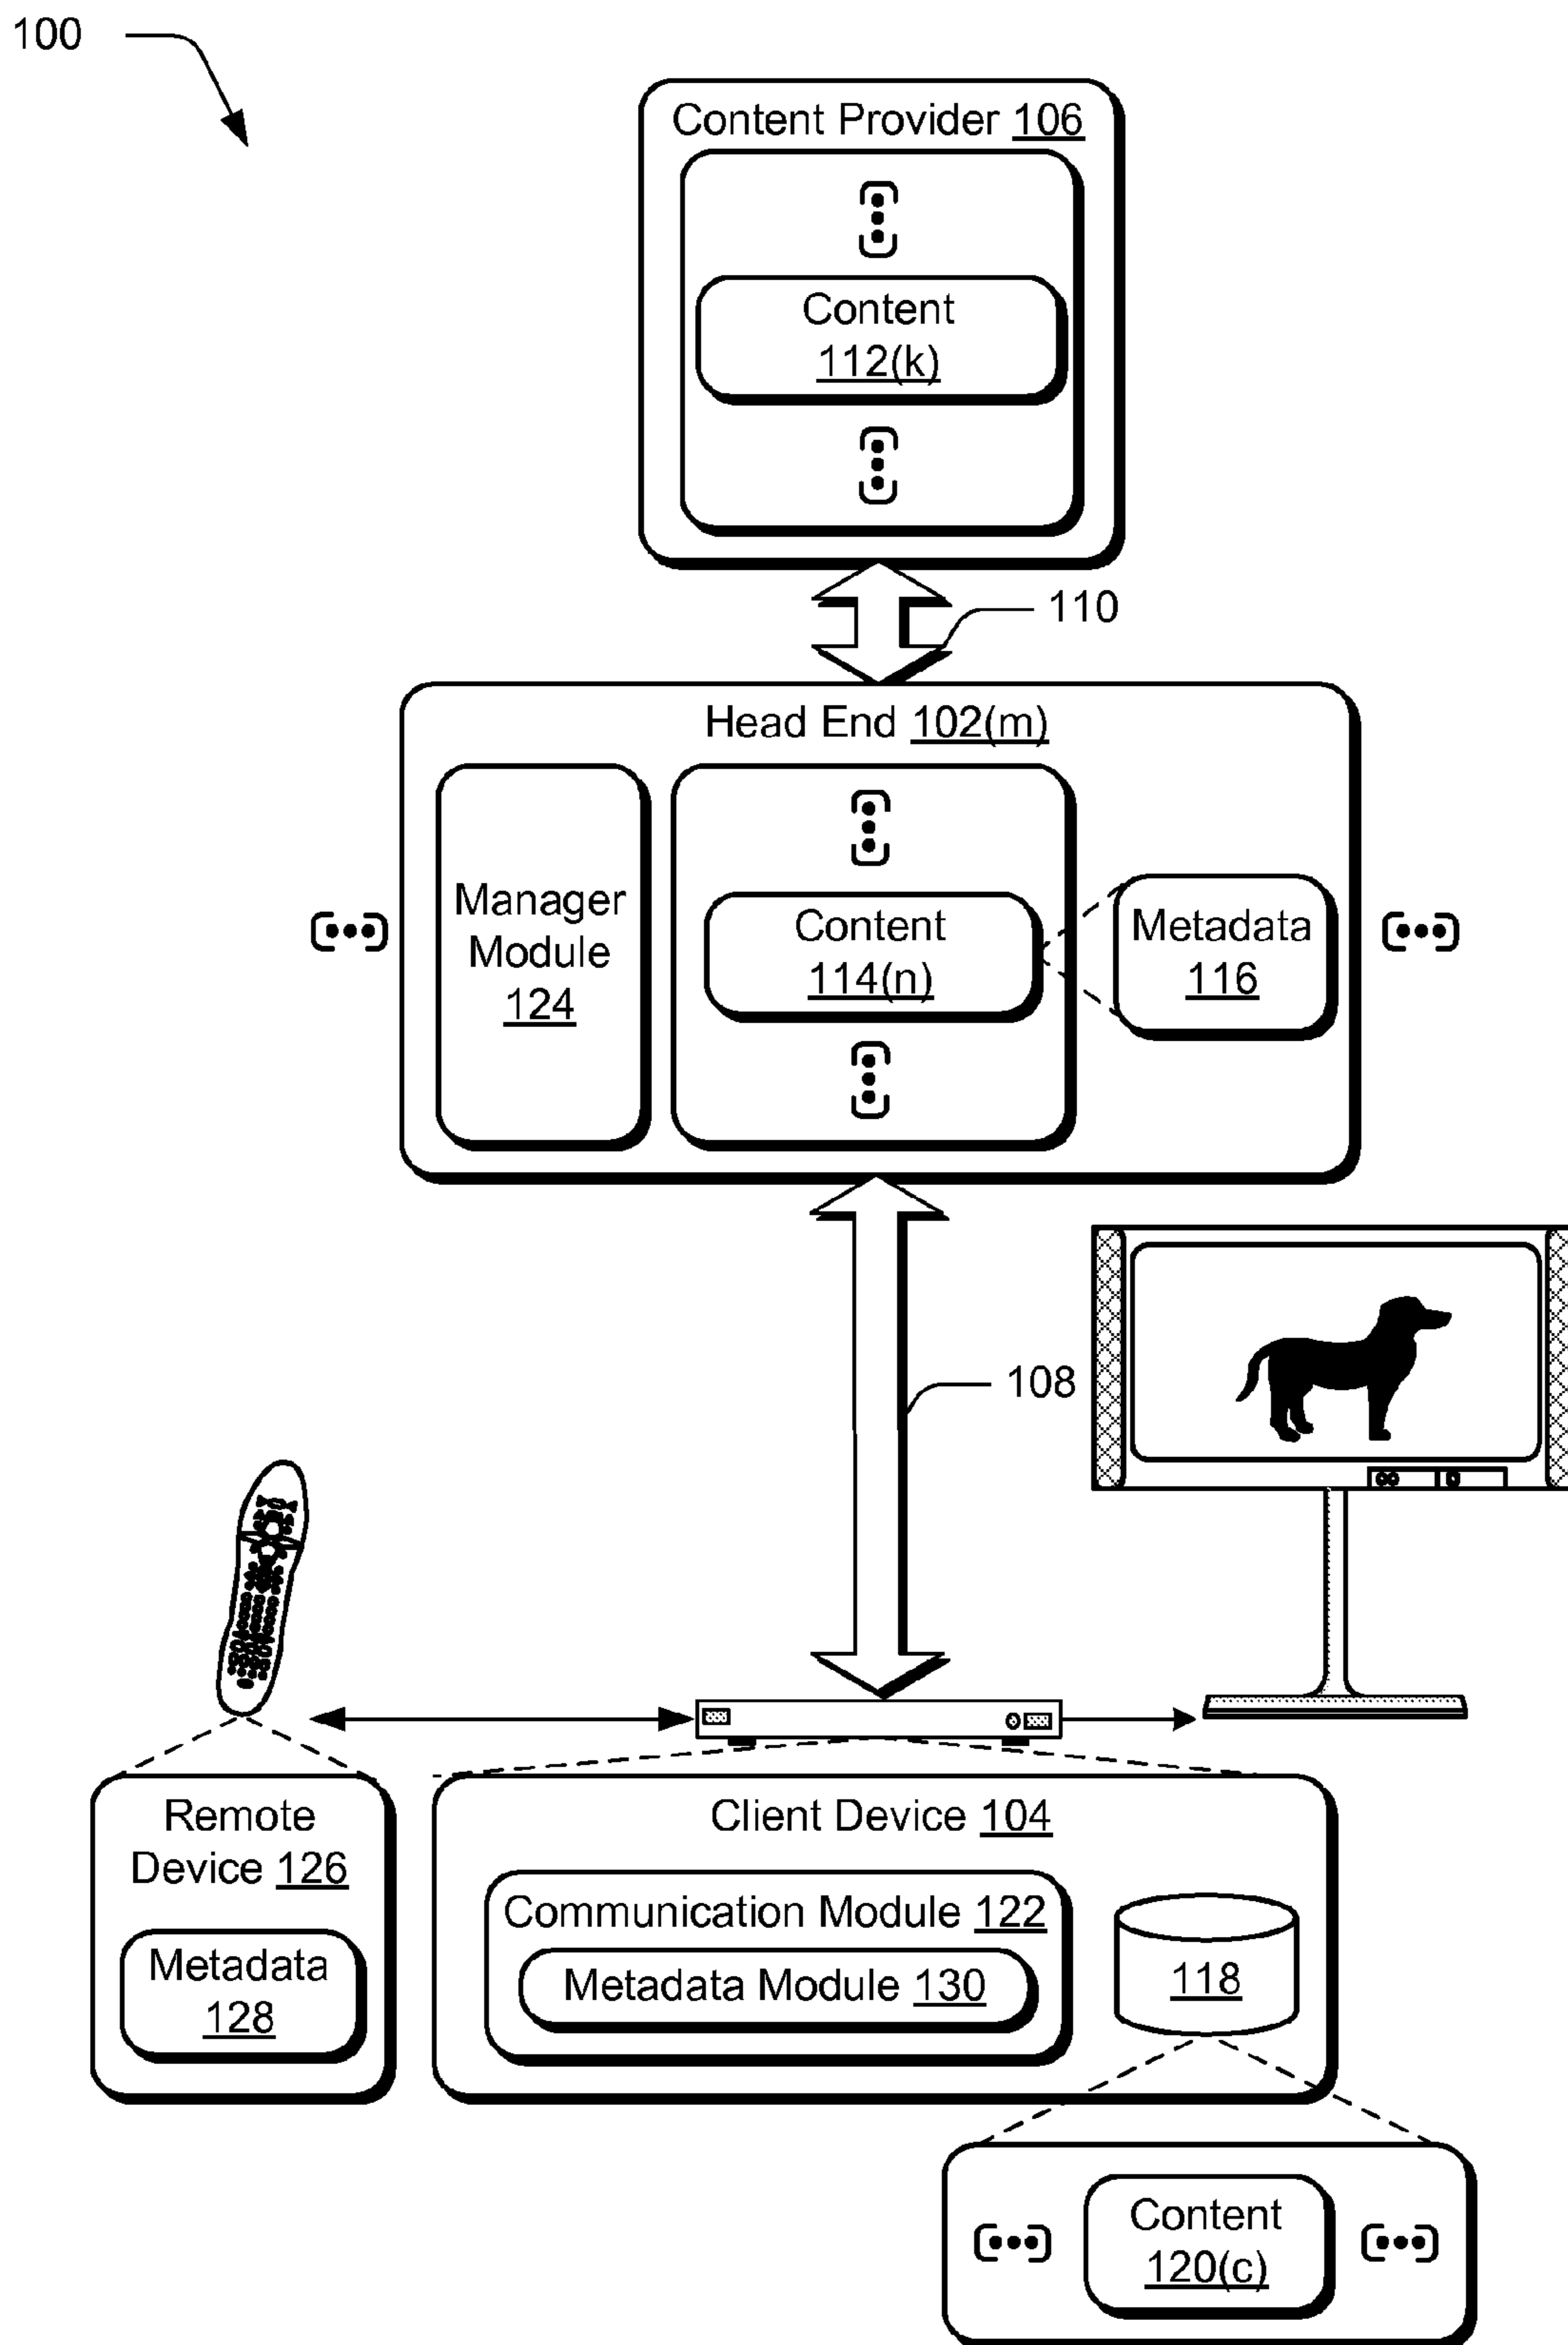 100
Content Provider 106
Content
112(k)
110
Head End 102(m)
Manager
Module
124
Content
114(n)
Metadata
116
108
Remote
Device 126
Metadata
128
Client Device 104
Communication Module 122
Metadata Module 130
118
Content
120(c)